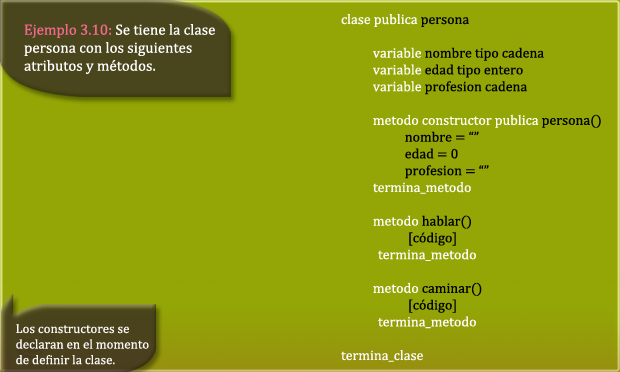 Ejemplo 3.10: Se tiene la clase
persona con los siguientes
atributos y métodos.
clase publica persona
variable nombre tipo cadena
variable edad tipo entero
variable profesion cadena
metodo constructor publica persona()
nombre = “”
edad = 0
profesion = “”
termina_metodo
metodo hablar()
[código]
termina_metodo
metodo caminar()
[código]
termina_metodo
termina_clase
Los constructores se
declaran en el momento
de definir la clase.